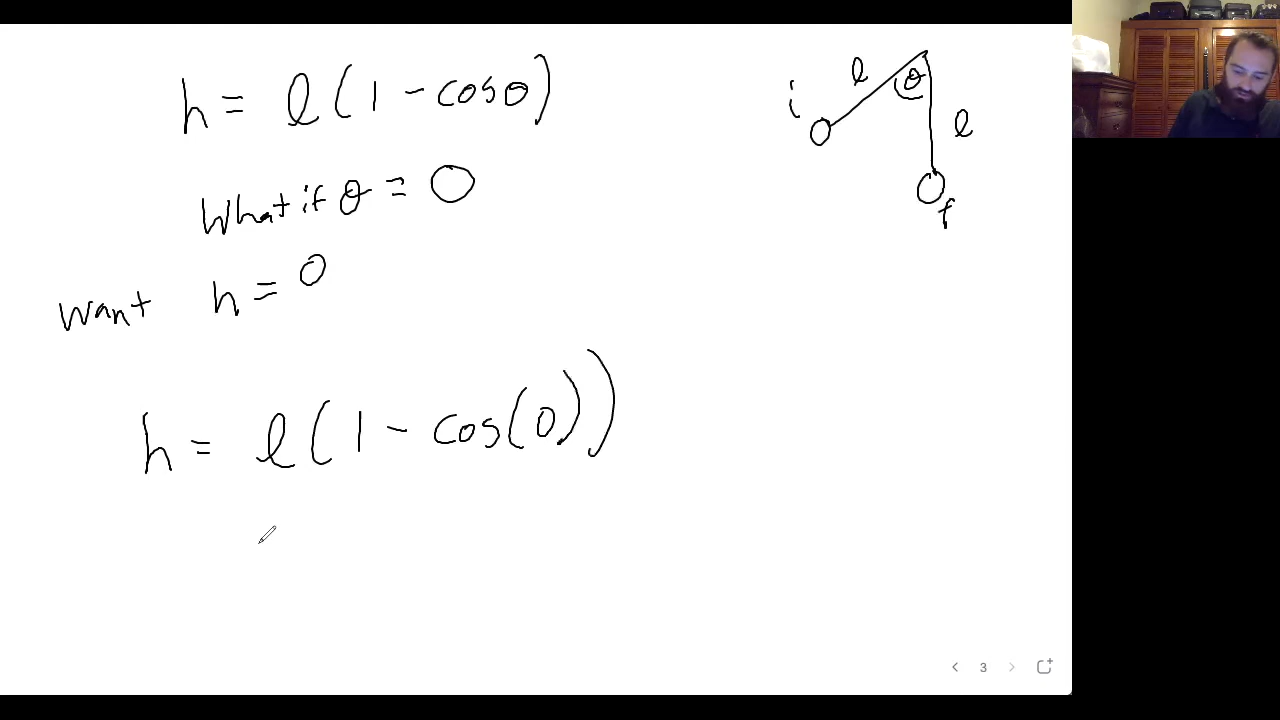 h = l(1 - cosθ)
What if θ = 0
Want h = 0
h = l(1 - cos(0))
i
l
θ
l
f
3